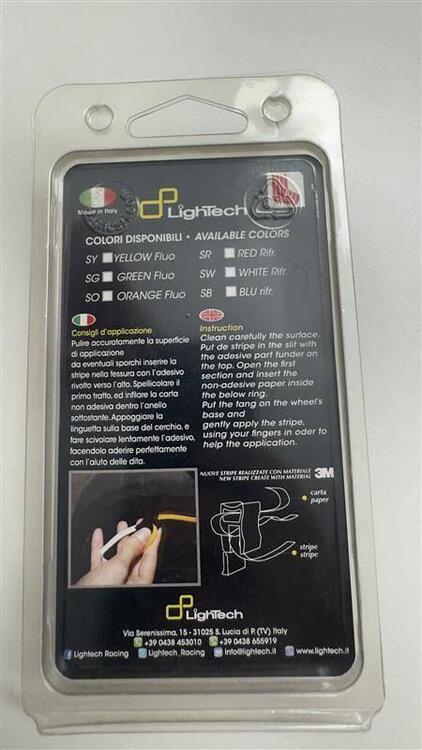 Made in Italy
LighTech
COLORI DISPONIBILI • AVAILABLE COLORS
SY YELLOW Fluo SR RED Rifr.
SG GREEN Fluo SW WHITE Rifr.
SO ORANGE Fluo SB BLU rifr.
Consigli d'applicazione
Pulire accuratamente la superficie
di applicazione
da eventuali sporchi inserire la
stripe nella fessura con l'adesivo
rivolto verso l'alto. Spellicolare il
primo tratto, ed infilare la carta
non adesiva dentro l'anello
sottostante. Appoggiare la
linguetta sulla base del cerchio, e
fare scivolare lentamente l'adesivo,
facendolo aderire perfettamente
con l'aiuto delle dita.
Instruction
Clean carefully the surface.
Put de stripe in the slit with
the adesive part tunder on
the top. Open the first
section and insert the
non-adesive paper inside
the below ring.
Put the tang on the wheel's
base and
gently apply the stripe,
using your fingers in oder to
help the application.
NUOVE STRIPE REALIZZATE CON MATERIALE
NEW STRIPE CREATE WITH MATERIAL 3M
carta
paper
stripe
stripe
LighTech
Via Serenissima, 15 - 31025 S. Lucia di P. (TV) Italy
+39 0438 453010 +39 0438 655919
Lightech Racing Lightech_Racing info@lightech.it www.lightech.it